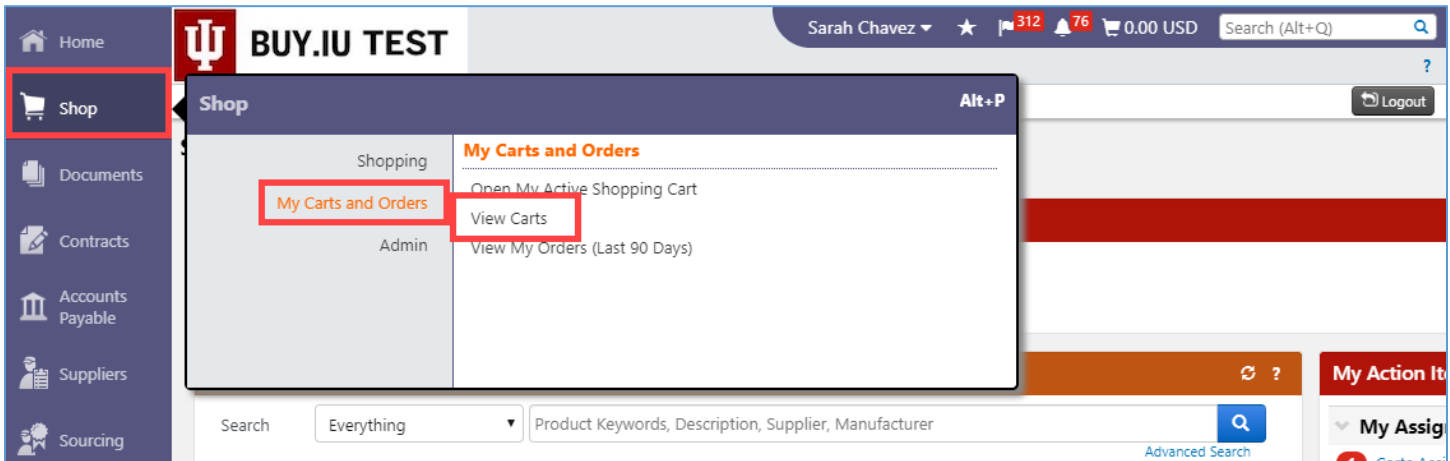 Home
Shop
Documents
Contracts
Accounts
Payable
Suppliers
Sourcing
BUY.IU TEST
Sarah Chavez 312 76 0.00 USD Search (Alt+Q)
?
Logout
Shop Alt+P
Shopping
My Carts and Orders
Admin
My Carts and Orders
Open My Active Shopping Cart
View Carts
View My Orders (Last 90 Days)
?
My Action It
Search Everything Product Keywords, Description, Supplier, Manufacturer
Advanced Search
My Assig